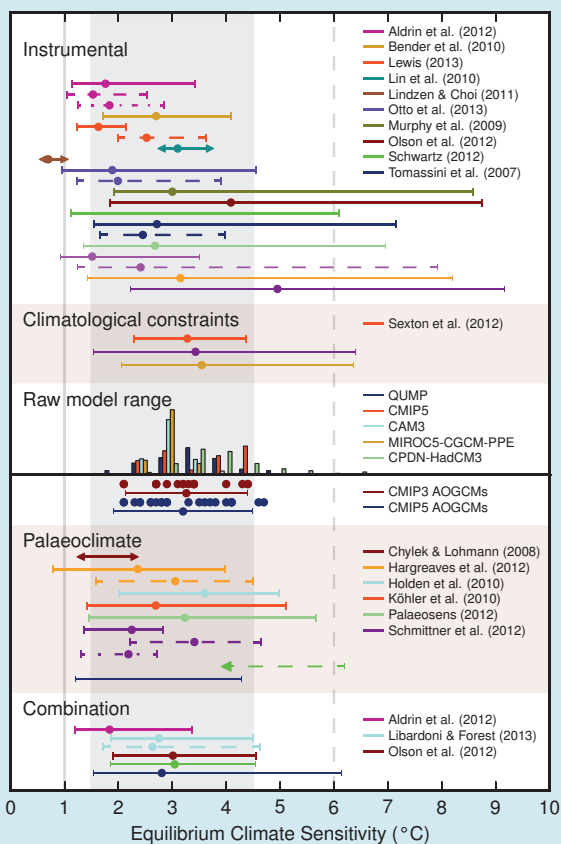 Instrumental
Aldrin et al. (2012)
Bender et al. (2010)
Lewis (2013)
Lin et al. (2010)
Lindzen & Choi (2011)
Otto et al. (2013)
Murphy et al. (2009)
Olson et al. (2012)
Schwartz (2012)
Tomassini et al. (2007)
Climatological constraints
Sexton et al. (2012)
Raw model range
QUMP
CMIP5
CAM3
MIROC5-CGCM-PPE
CPDN-HadCM3
CMIP3 AOGCMs
CMIP5 AOGCMs
Palaeoclimate
Chylek & Lohmann (2008)
Hargreaves et al. (2012)
Holden et al. (2010)
Köhler et al. (2010)
Palaeosens (2012)
Schmittner et al. (2012)
Combination
Aldrin et al. (2012)
Libardoni & Forest (2013)
Olson et al. (2012)
0 1 2 3 4 5 6 7 8 9 10
Equilibrium Climate Sensitivity (°C)